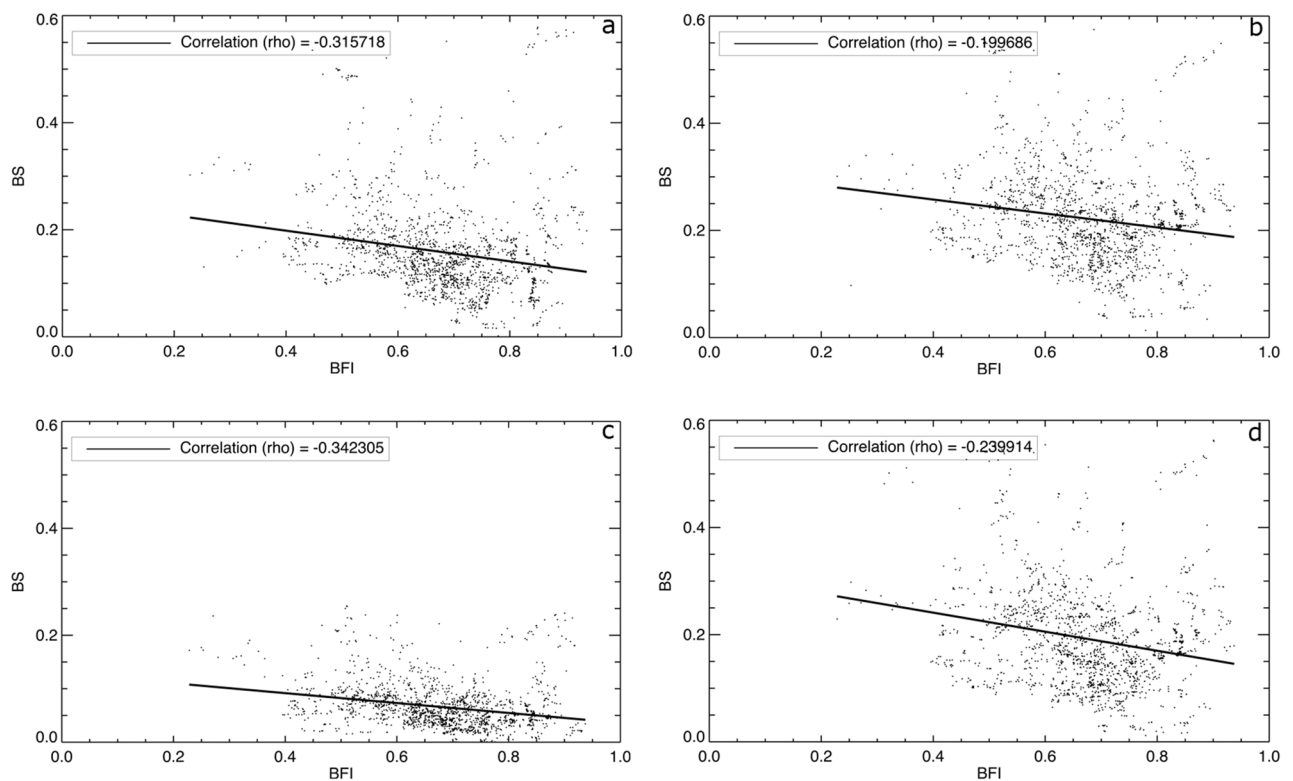 0.6
Correlation (rho) = -0.315718
a
0.4
BS
0.2
0.0
0.0 0.2 0.4 0.6 0.8 1.0
BFI
0.6
Correlation (rho) = -0.199686
b
0.4
BS
0.2
0.0
0.0 0.2 0.4 0.6 0.8 1.0
BFI
0.6
Correlation (rho) = -0.342305
c
0.4
BS
0.2
0.0
0.0 0.2 0.4 0.6 0.8 1.0
BFI
0.6
Correlation (rho) = -0.239914
d
0.4
BS
0.2
0.0
0.0 0.2 0.4 0.6 0.8 1.0
BFI